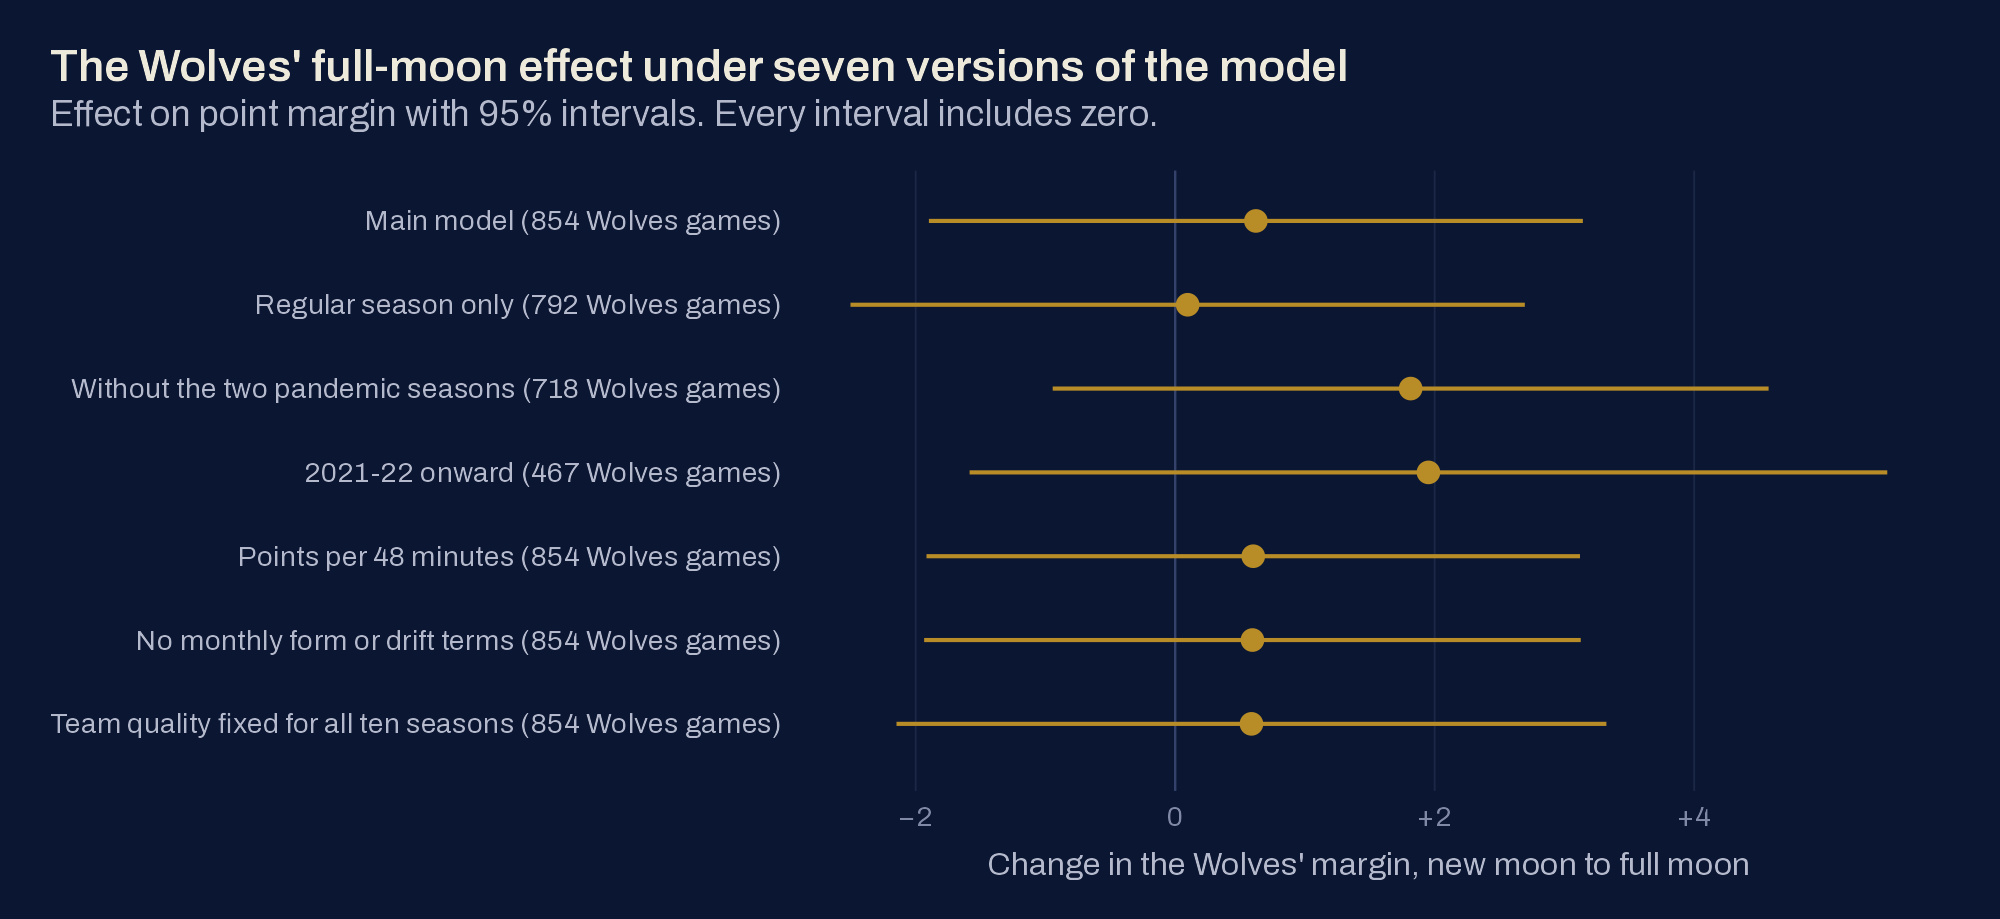 The Wolves' full-moon effect under seven versions of the model
Effect on point margin with 95% intervals. Every interval includes zero.
Main model (854 Wolves games)
Regular season only (792 Wolves games)
Without the two pandemic seasons (718 Wolves games)
2021-22 onward (467 Wolves games)
Points per 48 minutes (854 Wolves games)
No monthly form or drift terms (854 Wolves games)
Team quality fixed for all ten seasons (854 Wolves games)
−2 0 +2 +4
Change in the Wolves' margin, new moon to full moon